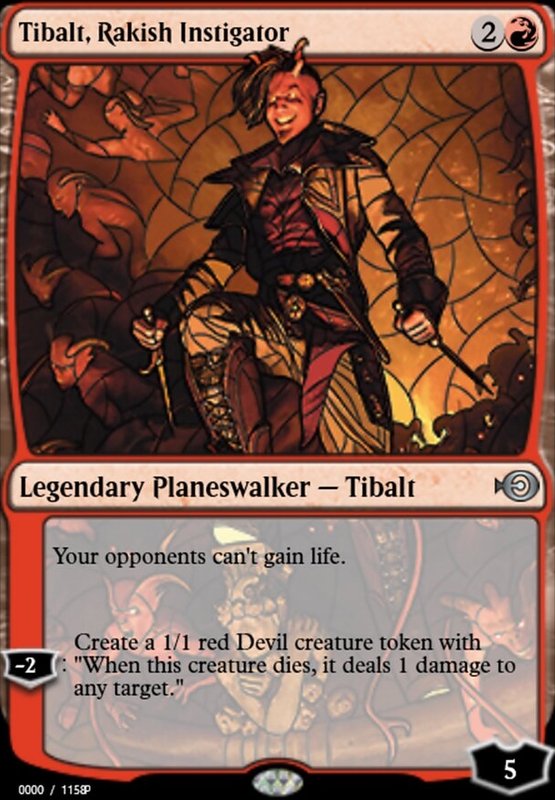 Tibalt, Rakish Instigator 2
Legendary Planeswalker — Tibalt
Your opponents can't gain life.
Create a 1/1 red Devil creature token with
-2 : "When this creature dies, it deals 1 damage to
any target."
5
0000 / 1158P